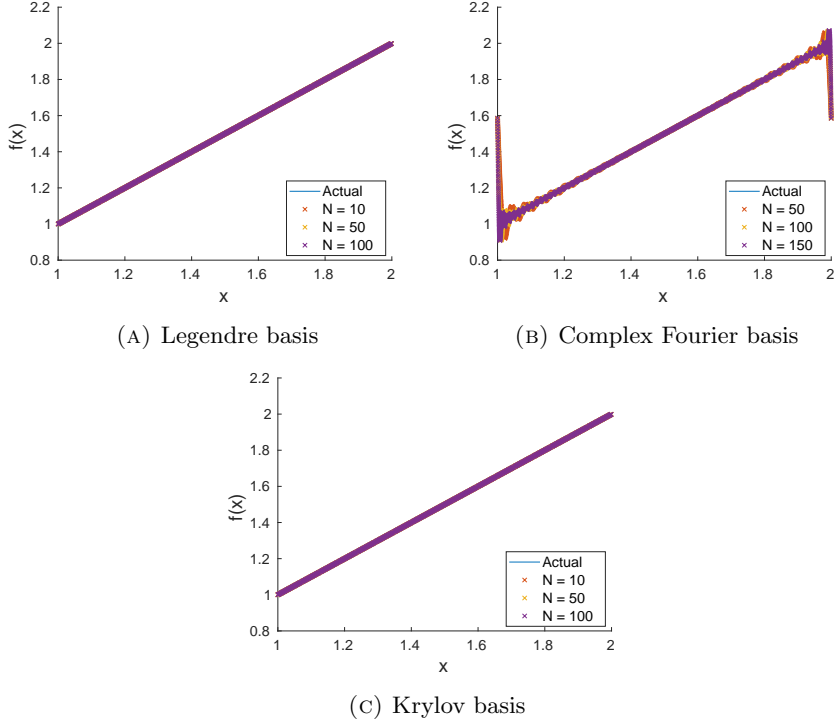 2.2
2
1.8
1.6
1.4
1.2
1
0.8
f(x)
1 1.2 1.4 1.6 1.8 2
x
Actual
N = 10
N = 50
N = 100
(A) Legendre basis
2.2
2
1.8
1.6
1.4
1.2
1
0.8
f(x)
1 1.2 1.4 1.6 1.8 2
x
Actual
N = 50
N = 100
N = 150
(B) Complex Fourier basis
2.2
2
1.8
1.6
1.4
1.2
1
0.8
f(x)
1 1.2 1.4 1.6 1.8 2
x
Actual
N = 10
N = 50
N = 100
(C) Krylov basis